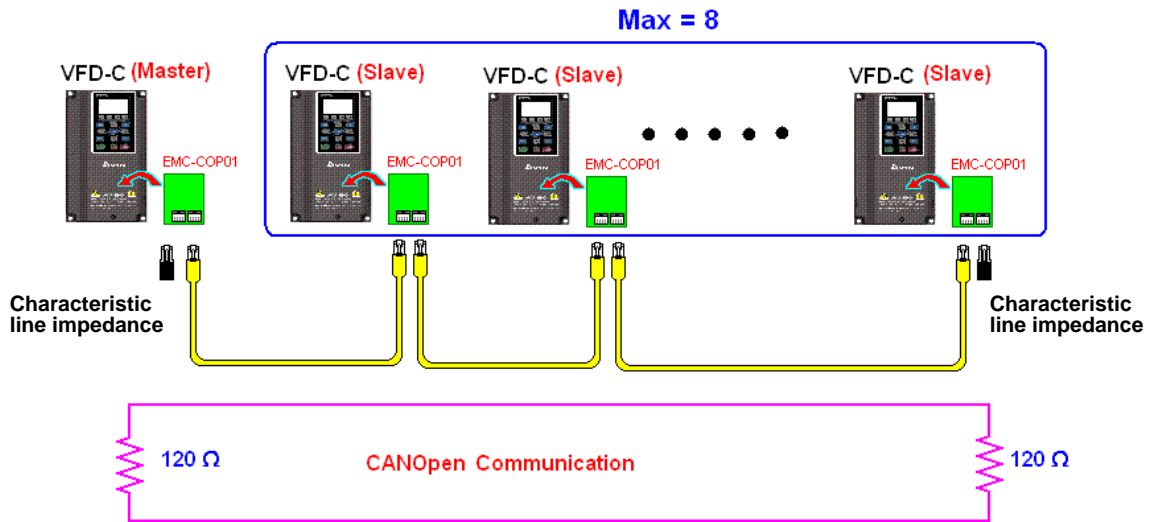 Max = 8
VFD-C (Master)
VFD-C (Slave)
VFD-C (Slave)
VFD-C (Slave)
EMC-COP01
EMC-COP01
EMC-COP01
EMC-COP01
Characteristic
line impedance
Characteristic
line impedance
120 Ω
CANOpen Communication
120 Ω